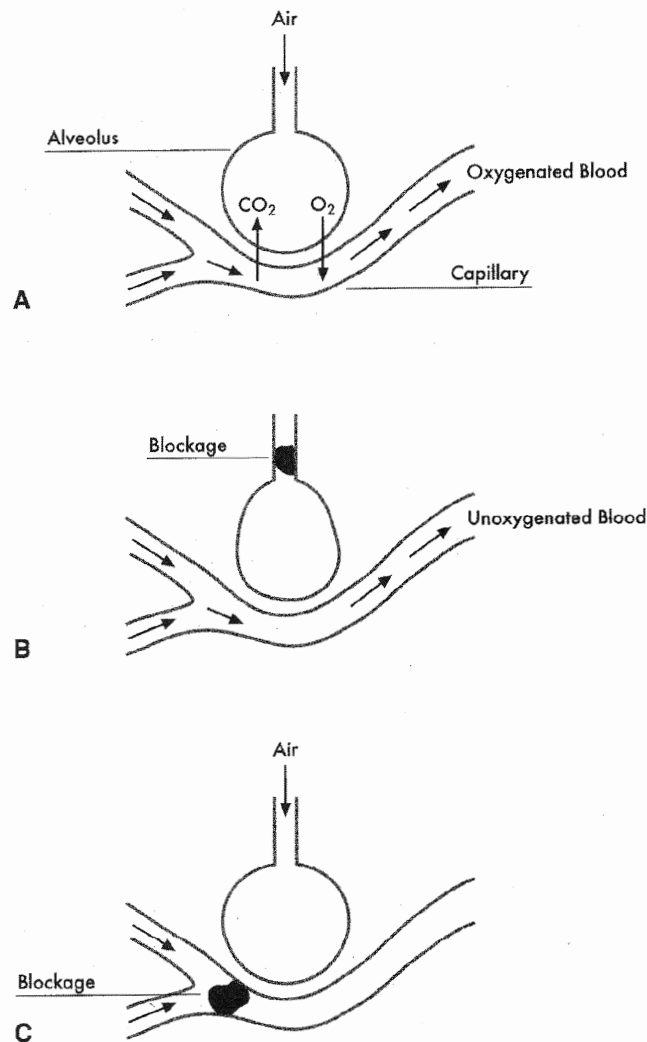 Air
Alveolus
CO₂ O₂
Oxygenated Blood
Capillary
A
Blockage
Unoxygenated Blood
B
Air
Blockage
C